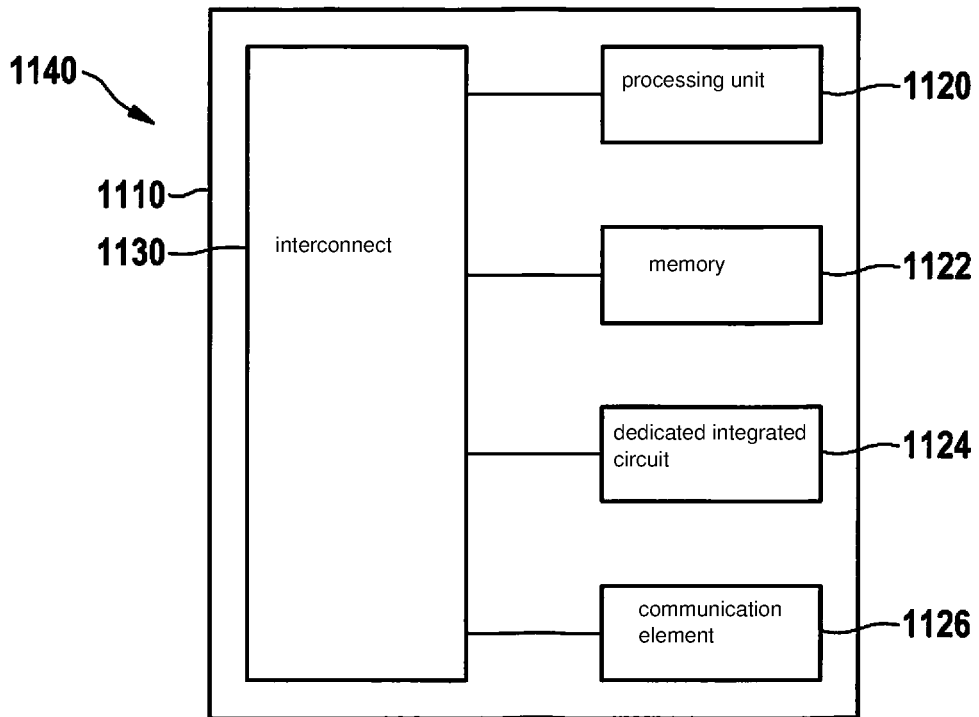 1140
1110
1130
interconnect
processing unit
1120
memory
1122
dedicated integrated
circuit
1124
communication
element
1126